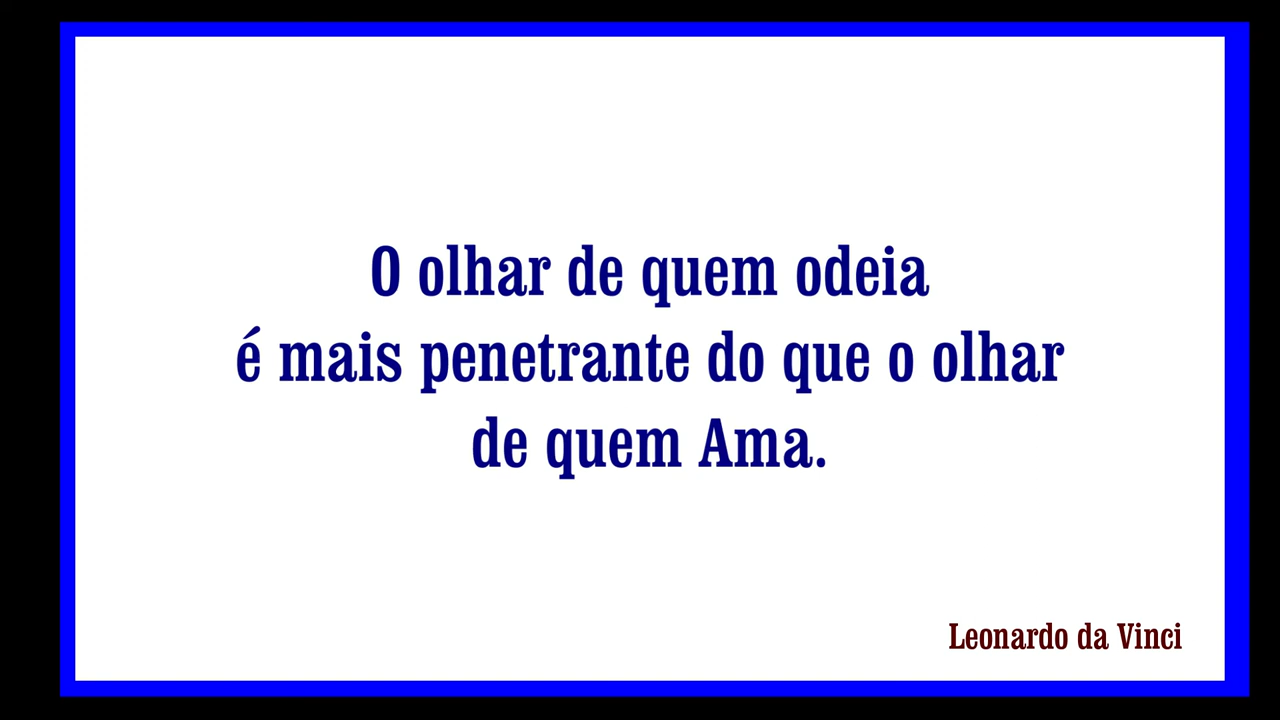 O olhar de quem odeia
é mais penetrante do que o olhar
de quem Ama.
Leonardo da Vinci